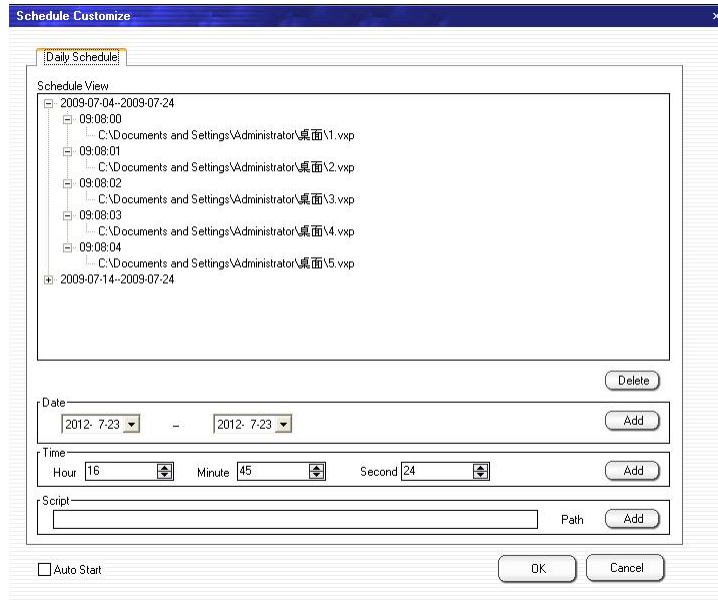 Schedule Customize
Daily Schedule
Schedule View
2009-07-04--2009-07-24
09:08:00
C:\Documents and Settings\Administrator\桌面\1.vxp
09:08:01
C:\Documents and Settings\Administrator\桌面\2.vxp
09:08:02
C:\Documents and Settings\Administrator\桌面\3.vxp
09:08:03
C:\Documents and Settings\Administrator\桌面\4.vxp
09:08:04
C:\Documents and Settings\Administrator\桌面\5.vxp
2009-07-14--2009-07-24
Delete
Date
2012- 7-23 – 2012- 7-23 Add
Time
Hour 16 Minute 45 Second 24 Add
Script
Path Add
Auto Start OK Cancel